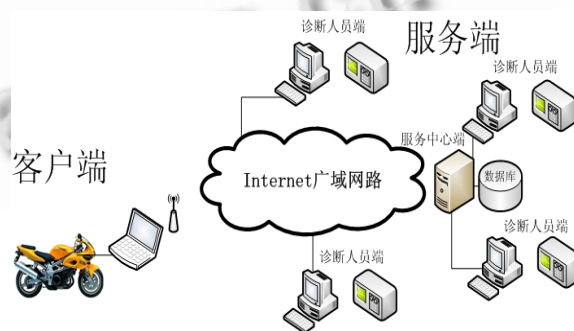 诊断人员端
服务端
诊断人员端
服务中心端
客户端
Internet广域网路
数据库
诊断人员端
诊断人员端